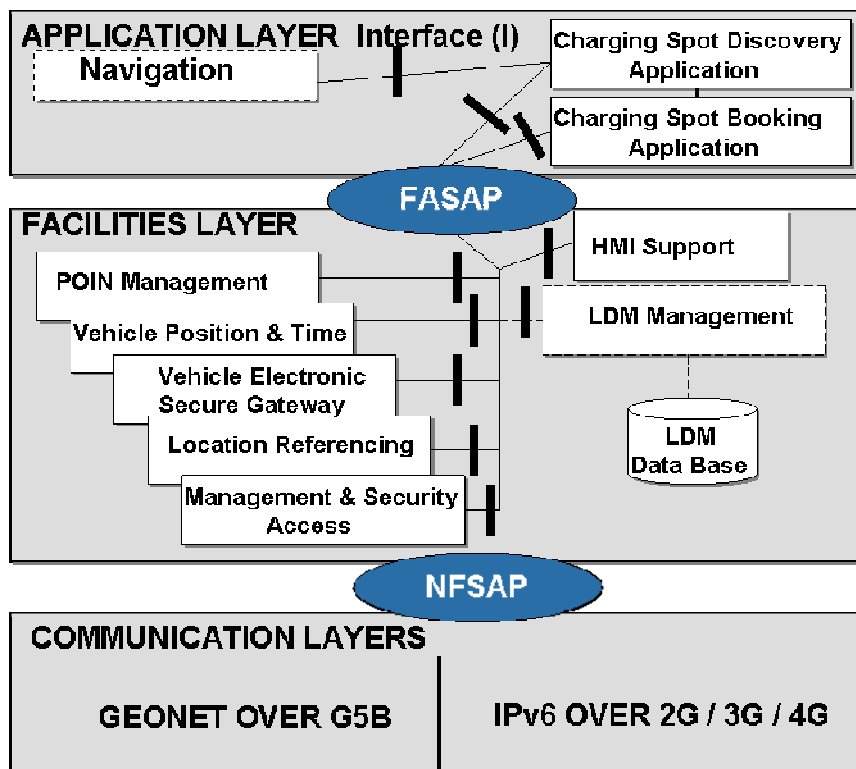 APPLICATION LAYER Interface (I)
Navigation
Charging Spot Discovery
Application
Charging Spot Booking
Application
FASAP
FACILITIES LAYER
HMI Support
POIN Management
LDM Management
Vehicle Position & Time
Vehicle Electronic
Secure Gateway
Location Referencing
LDM
Data Base
Management & Security
Access
NFSAP
COMMUNICATION LAYERS
GEONET OVER G5B
IPv6 OVER 2G / 3G / 4G